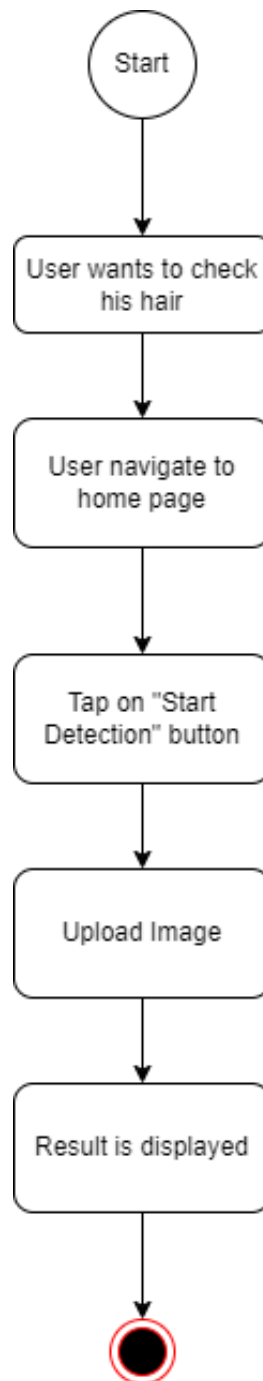 Start
User wants to check
his hair
User navigate to
home page
Tap on "Start
Detection" button
Upload Image
Result is displayed